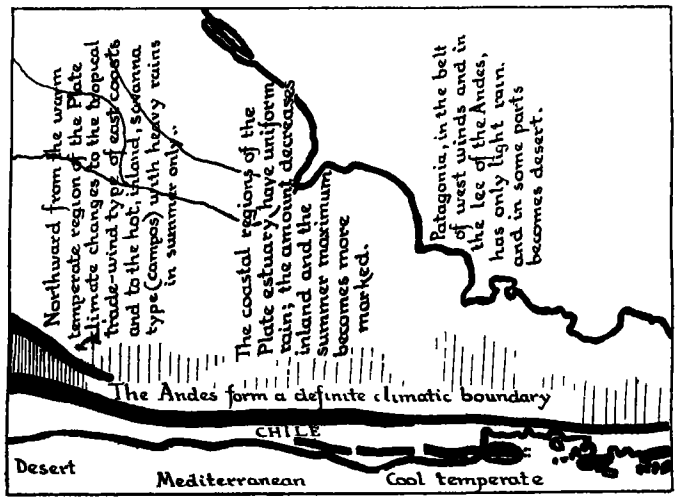 Northward from the warm
temperate region of the Plate
climate changes to the tropical
trade-wind type of east coasts
and to the hot, inland, savanna
type (campos) with heavy rains
in summer only..
The coastal regions of the
Plate estuary have uniform
rain; the amount decreases
inland and the
summer maximum
becomes more
marked.
Patagonia, in the belt
of west winds and in
the lee of the Andes,
has only light rain.
and in some parts
becomes desert.
The Andes form a definite climatic boundary
CHILE
Desert
Mediterranean
Cool temperate